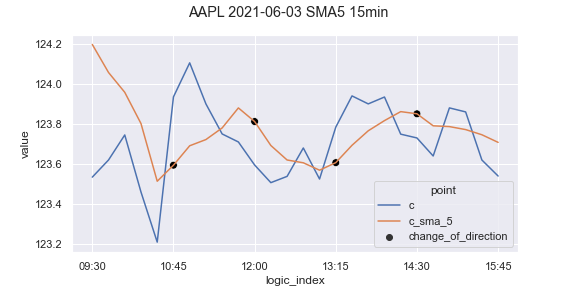 AAPL 2021-06-03 SMA5 15min
124.2
124.0
123.8
123.6
123.4
123.2
value
09:30 10:45 12:00 13:15 14:30 15:45
logic_index
point
c
c_sma_5
change_of_direction